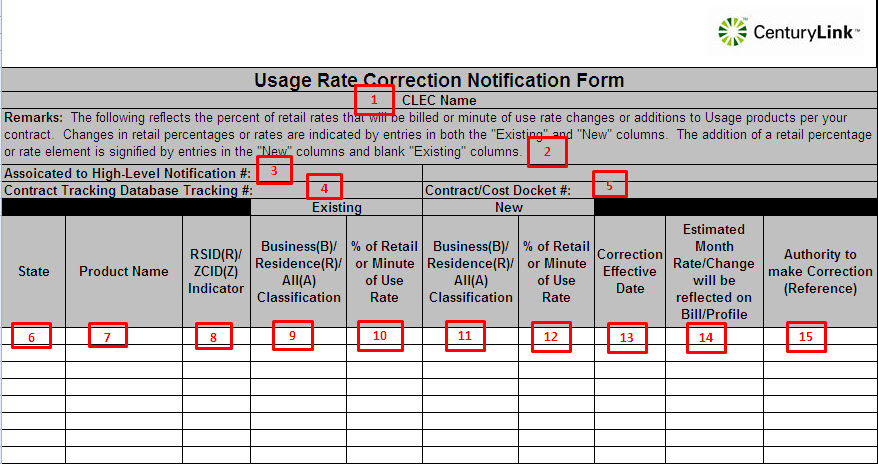 CenturyLink™
Usage Rate Correction Notification Form
1 CLEC Name
Remarks: The following reflects the percent of retail rates that will be billed or minute of use rate changes or additions to Usage products per your
contract. Changes in retail percentages or rates are indicated by entries in both the "Existing" and "New" columns. The addition of a retail percentage
or rate element is signified by entries in the "New" columns and blank "Existing" columns. 2
Assoicated to High-Level Notification #: 3
Contract Tracking Database Tracking #: 4 Contract/Cost Docket #: 5
Existing New
State
Product Name
RSID(R)/
ZCID(Z)
Indicator
Business(B)/
Residence(R)/
All(A)
Classification
% of Retail
or Minute
of Use
Rate
Business(B)/
Residence(R)/
All(A)
Classification
% of Retail
or Minute
of Use
Rate
Correction
Effective
Date
Estimated
Month
Rate/Change
will be
reflected on
Bill/Profile
Authority to
make Correction
(Reference)
6 7 8 9 10 11 12 13 14 15